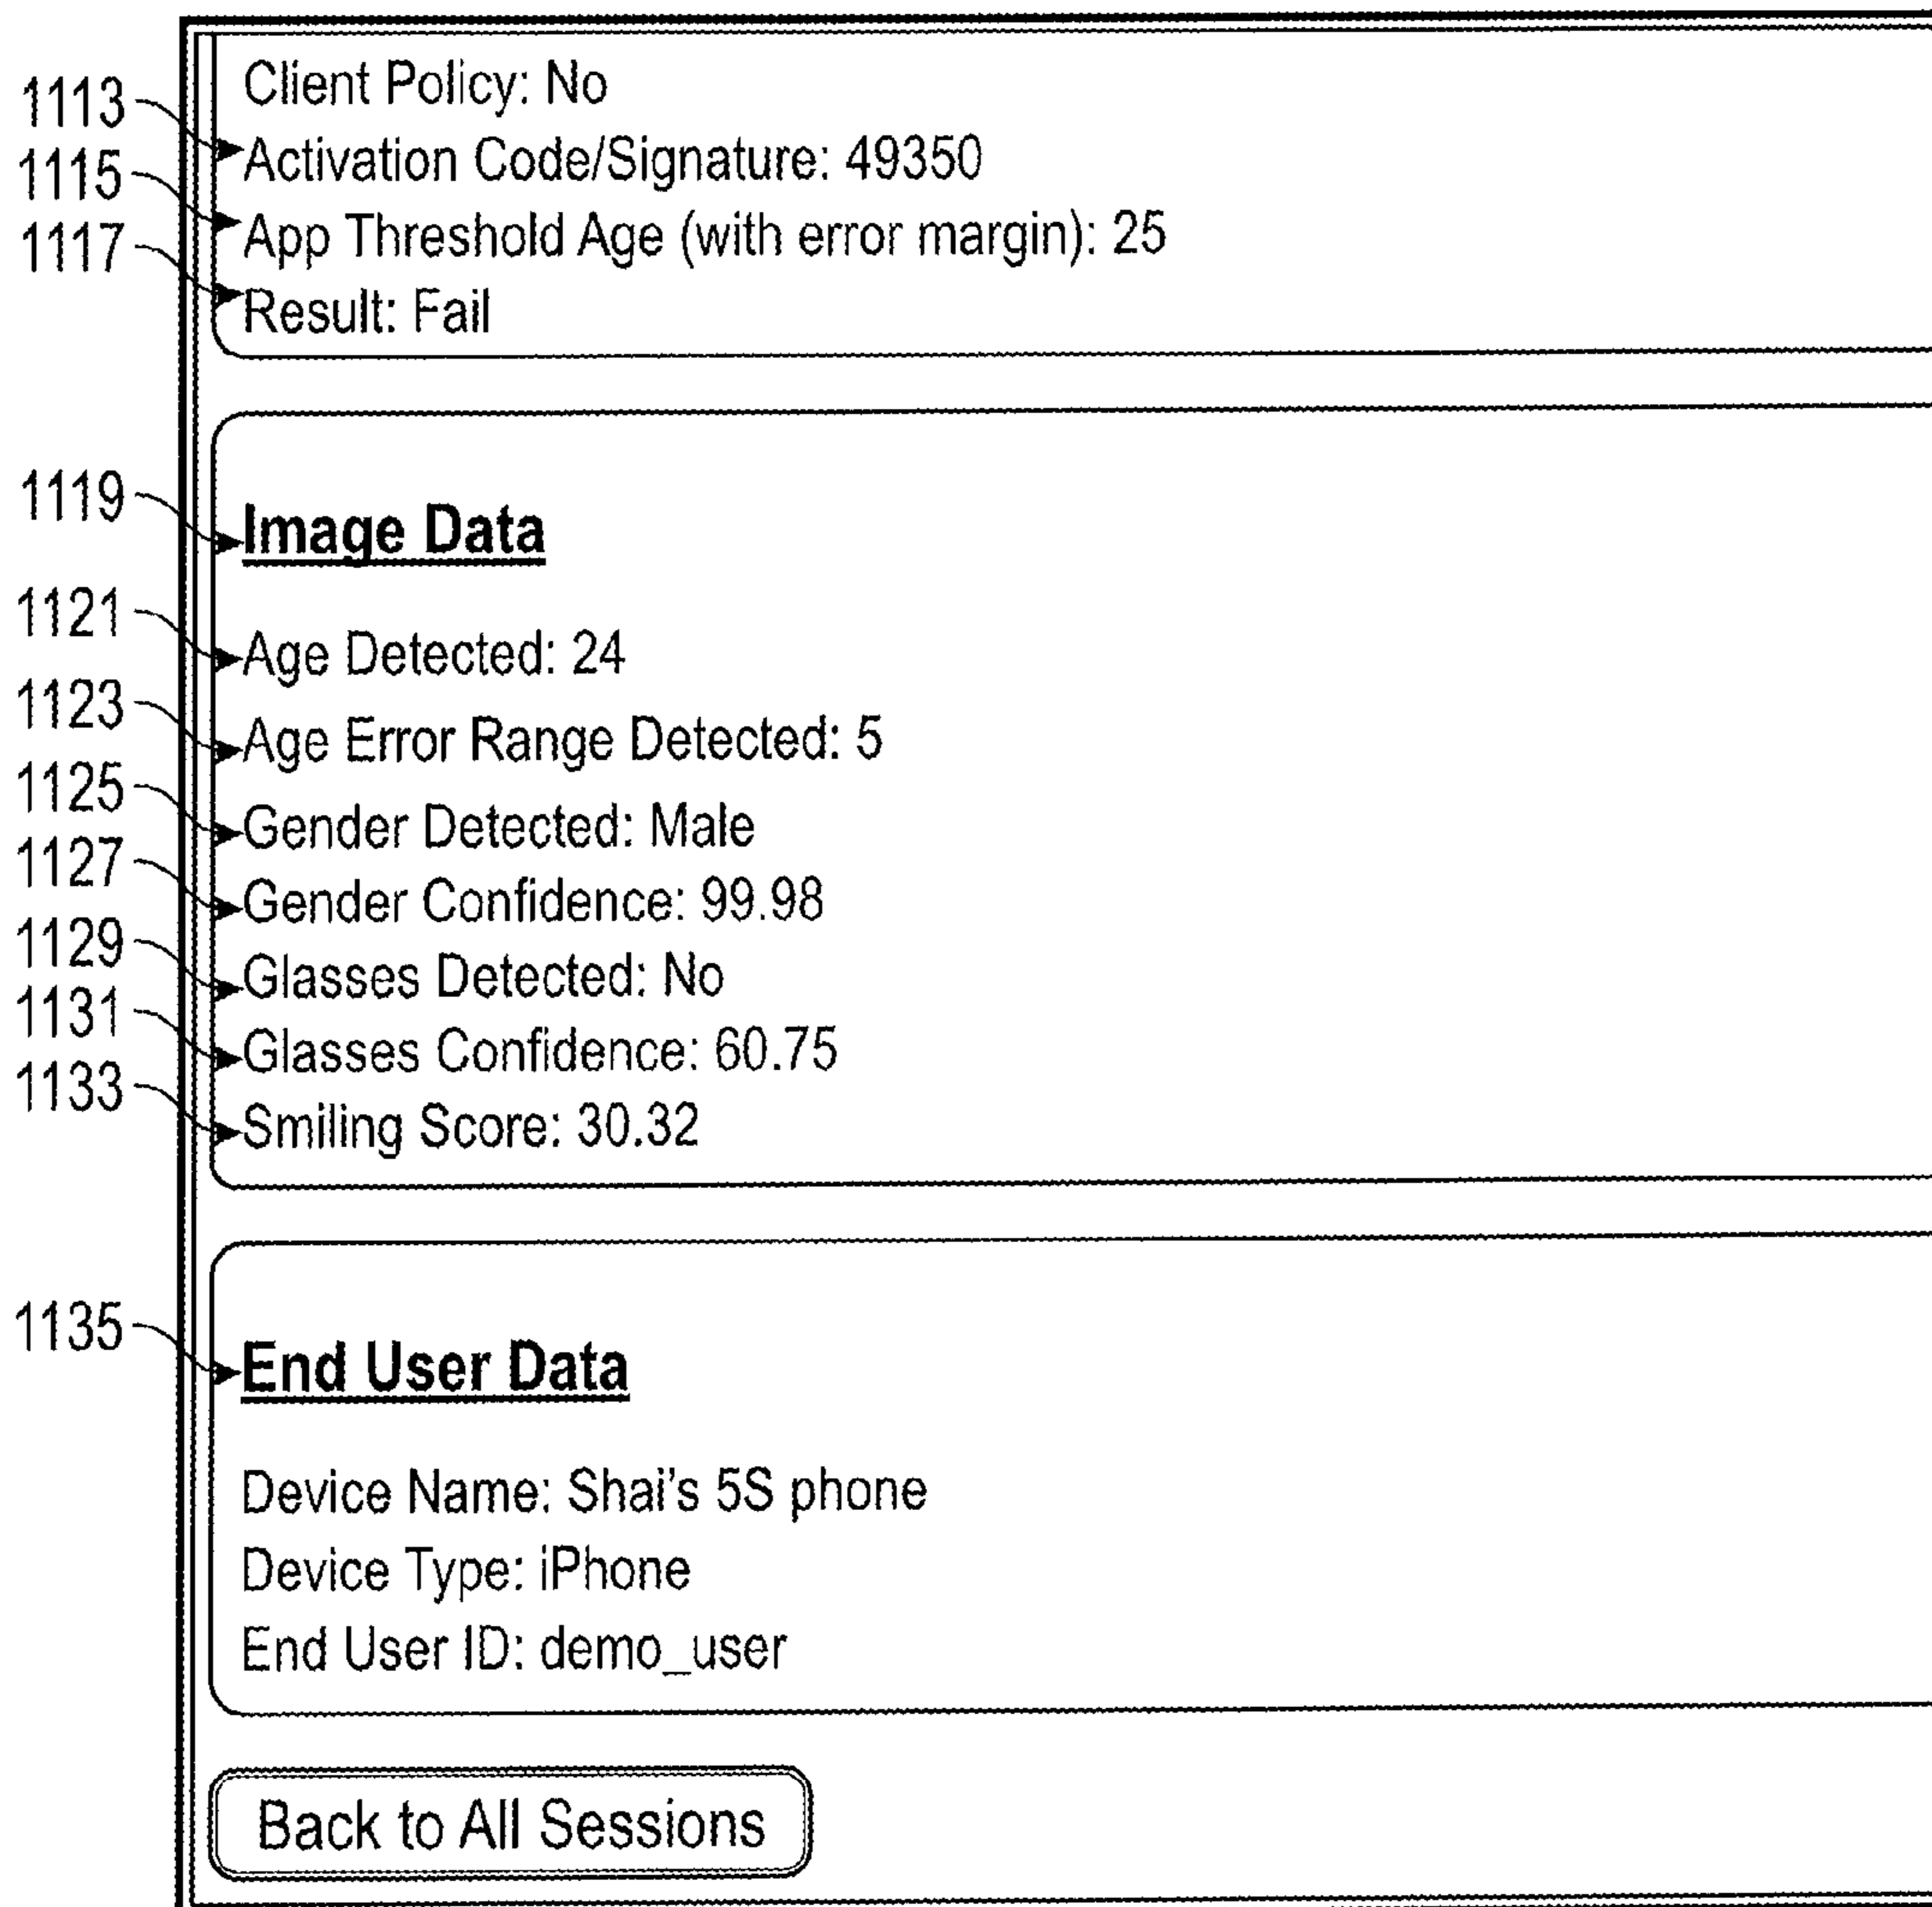 Client Policy: No
1113
Activation Code/Signature: 49350
1115
App Threshold Age (with error margin): 25
1117
Result: Fail
1119
Image Data
1121
Age Detected: 24
1123
Age Error Range Detected: 5
1125
Gender Detected: Male
1127
Gender Confidence: 99.98
1129
Glasses Detected: No
1131
Glasses Confidence: 60.75
1133
Smiling Score: 30.32
1135
End User Data
Device Name: Shai's 5S phone
Device Type: iPhone
End User ID: demo_user
Back to All Sessions